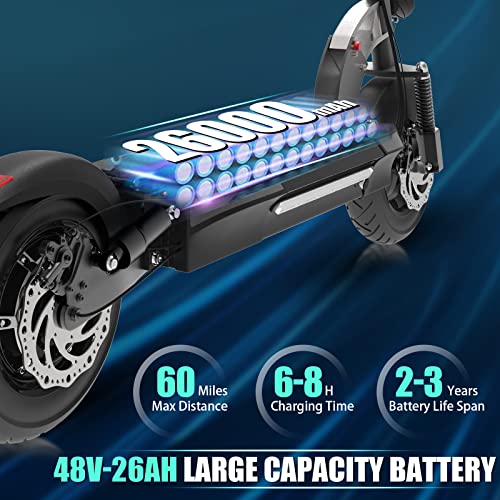 26000mah
60 Miles
Max Distance
6-8 H
Charging Time
2-3 Years
Battery Life Span
48V-26AH LARGE CAPACITY BATTERY